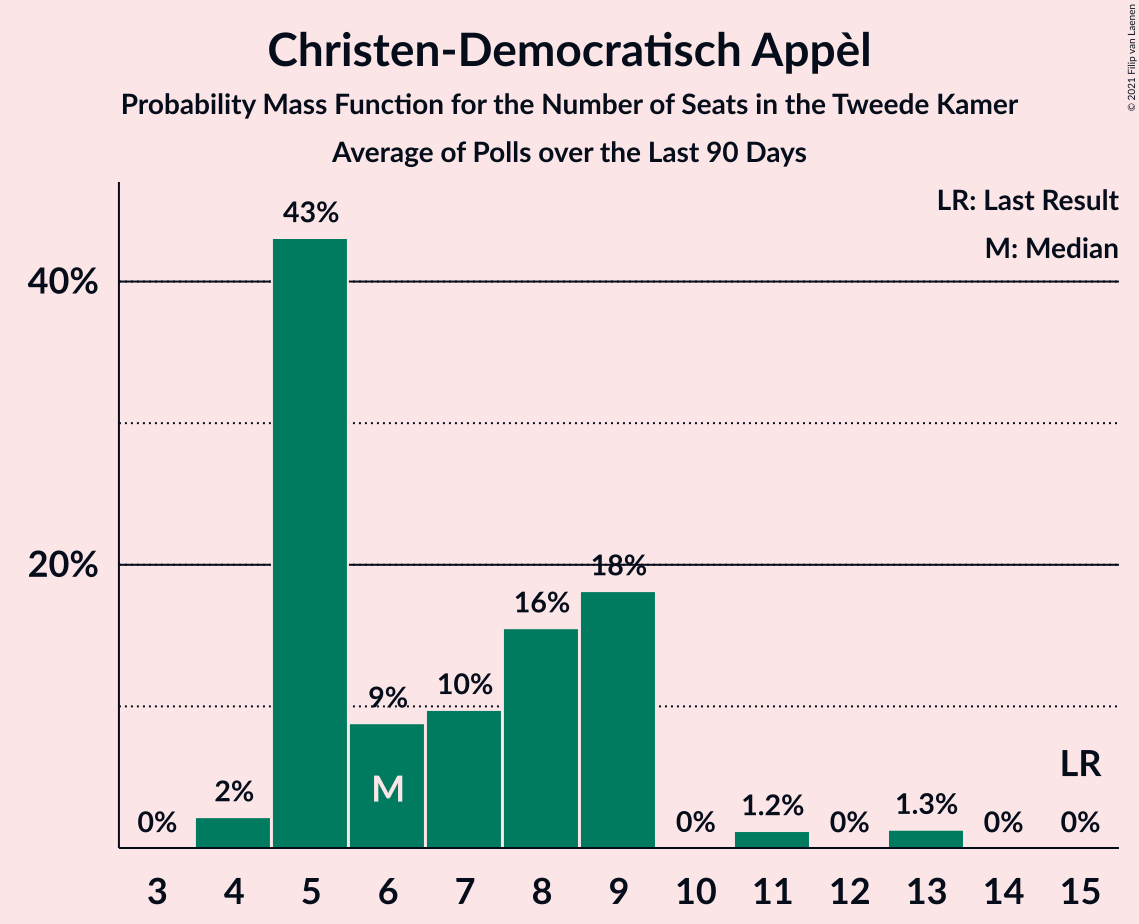 Christen-Democratisch Appèl
Probability Mass Function for the Number of Seats in the Tweede Kamer
Average of Polls over the Last 90 Days
© 2021 Filip van Laenen
LR: Last Result
M: Median
40%
20%
0%
2%
43%
9%
10%
16%
18%
0%
1.2%
0%
1.3%
0%
0%
M
LR
3 4 5 6 7 8 9 10 11 12 13 14 15